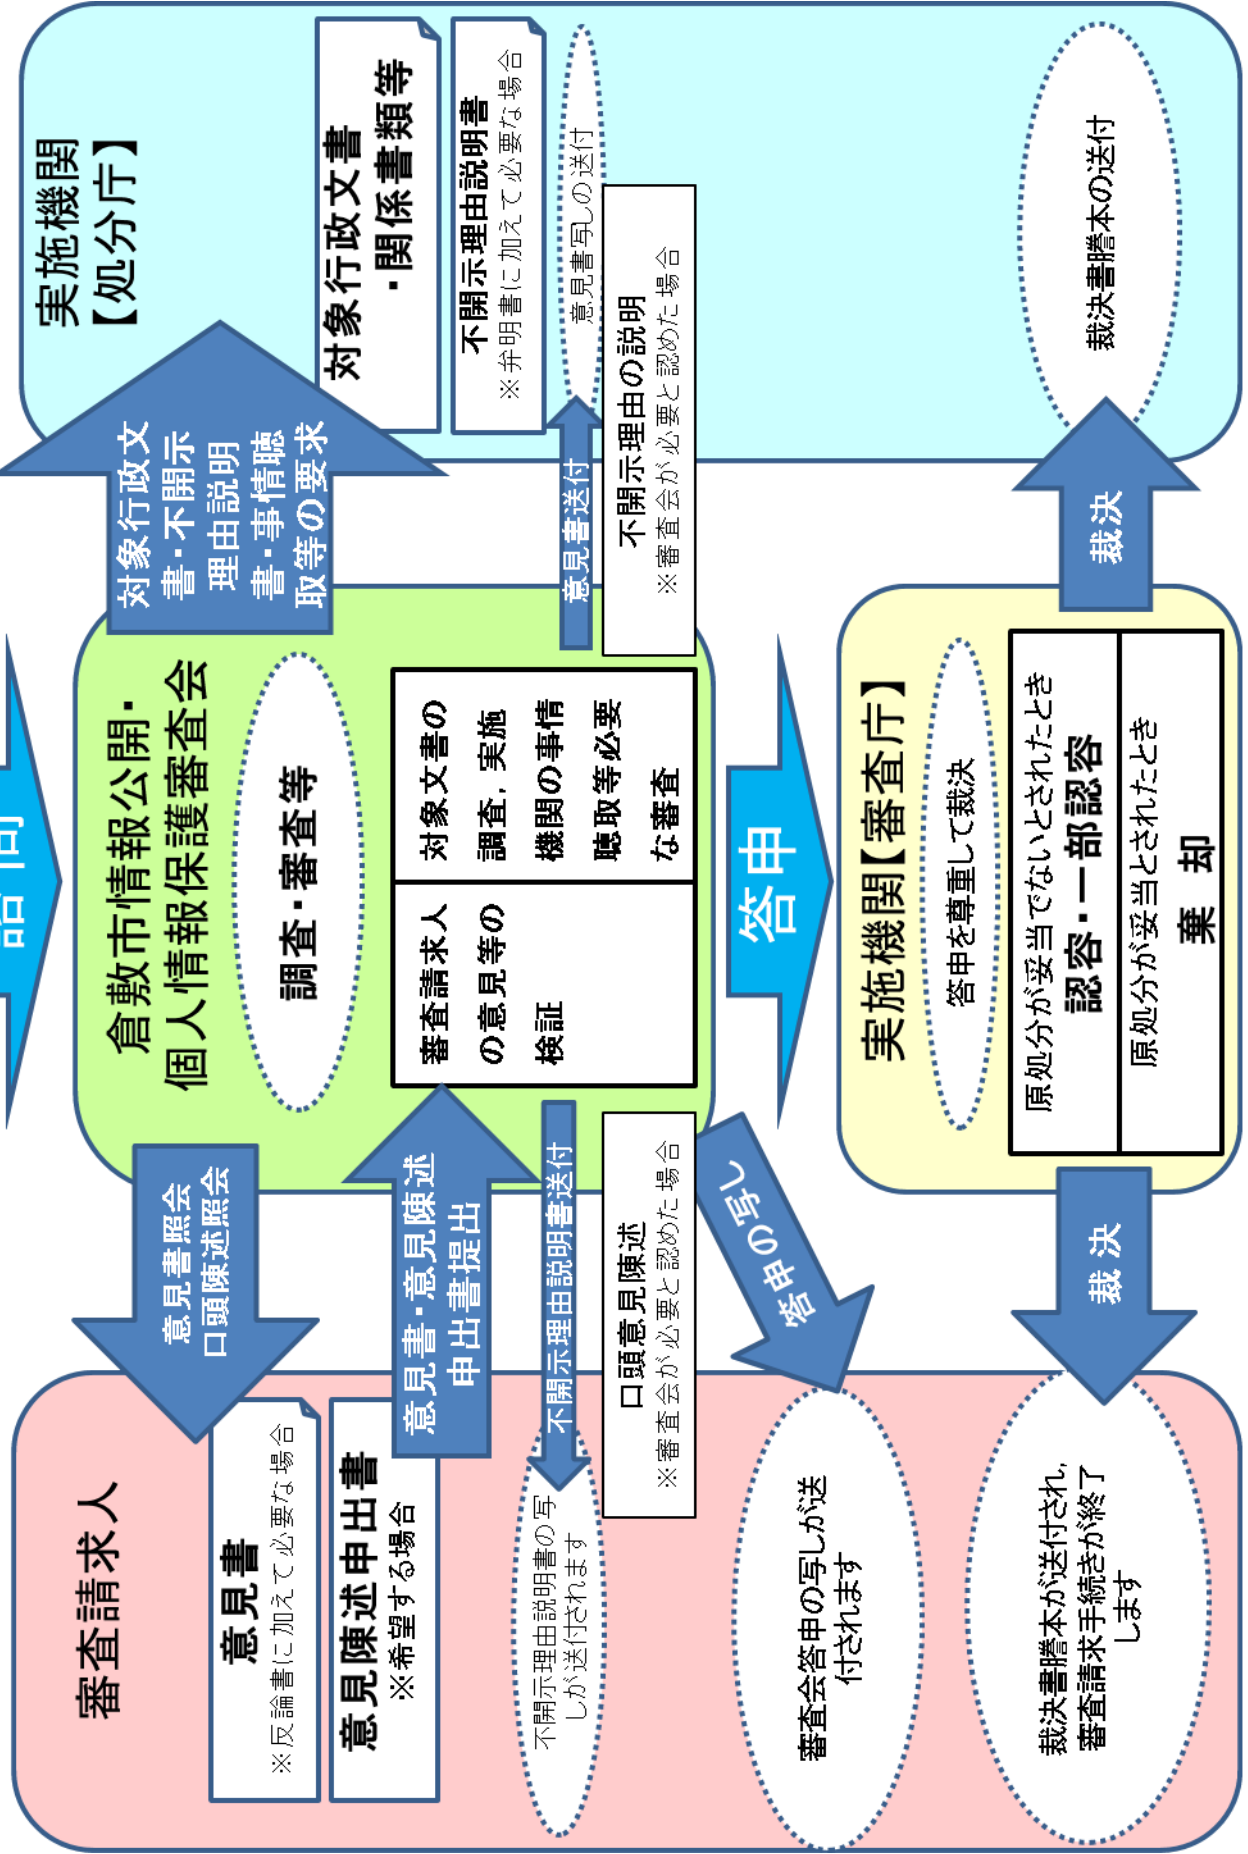 諮問
審査請求人
意見書
※反論書に加えて必要な場合
意見陳述申出書
※希望する場合
不開示理由説明書の写
しが送付されます
審査会答申の写しが送
付されます
裁決書謄本が送付され,
審査請求手続きが終了
します
意見書照会
口頭陳述照会
意見書・意見陳述
申出書提出
不開示理由説明書送付
口頭意見陳述
※審査会が必要と認めた場合
答申の写し
裁決
倉敷市情報公開・
個人情報保護審査会
調査・審査等
審査請求人
の意見等の
検証
対象文書の
調査,実施
機関の事情
聴取等必要
な審査
答申
実施機関【審査庁】
答申を尊重して裁決
原処分が妥当でないとされたとき
認容・一部認容
原処分が妥当とされたとき
棄 却
対象行政文
書・不開示
理由説明
書・事情聴
取等の要求
意見書送付
不開示理由の説明
※審査会が必要と認めた場合
裁決
実施機関
【処分庁】
対象行政文書
・関係書類等
不開示理由説明書
※弁明書に加えて必要な場合
意見書写しの送付
裁決書謄本の送付